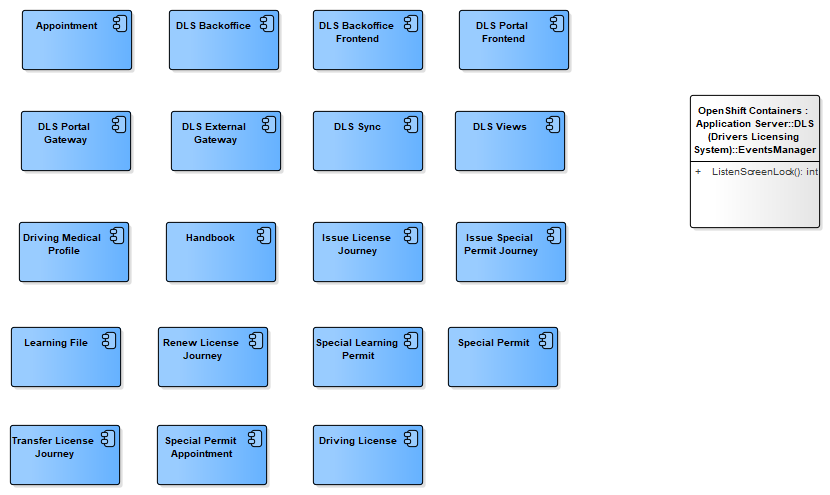 Appointment
DLS Backoffice
DLS Backoffice
Frontend
DLS Portal
Frontend
DLS Portal
Gateway
DLS External
Gateway
DLS Sync
DLS Views
OpenShift Containers :
Application Server::DLS
(Drivers Licensing
System)::EventsManager
+ ListenScreenLock(): int
Driving Medical
Profile
Handbook
Issue License
Journey
Issue Special
Permit Journey
Learning File
Renew License
Journey
Special Learning
Permit
Special Permit
Transfer License
Journey
Special Permit
Appointment
Driving License